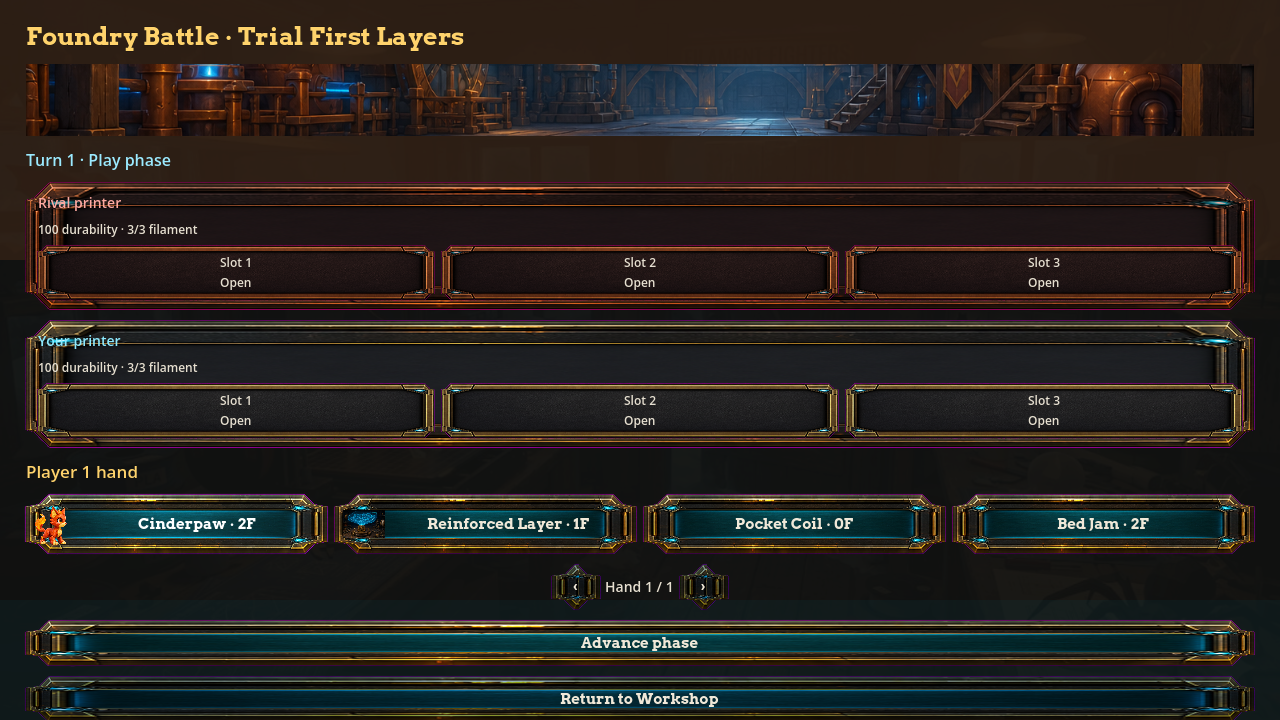 Foundry Battle · Trial First Layers
Turn 1 · Play phase
Rival printer
100 durability · 3/3 filament
Slot 1
Open
Slot 2
Open
Slot 3
Open
Your printer
100 durability · 3/3 filament
Slot 1
Open
Slot 2
Open
Slot 3
Open
Player 1 hand
Cinderpaw · 2F
Reinforced Layer · 1F
Pocket Coil · 0F
Bed Jam · 2F
‹ Hand 1 / 1 ›
Advance phase
Return to Workshop